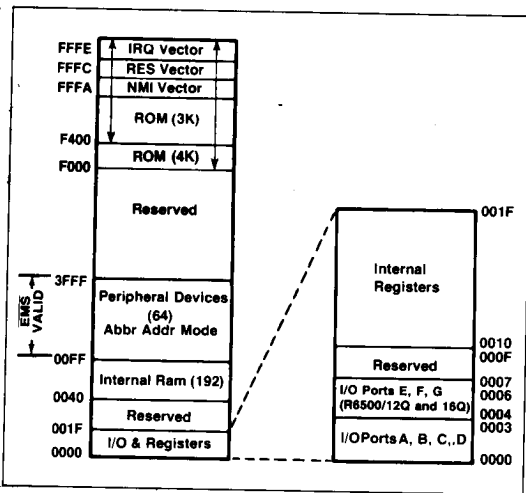 FFFE
IRQ Vector
FFFC
RES Vector
FFFA
NMI Vector
ROM (3K)
F400
ROM (4K)
F000
Reserved
3FFF
EMS
VALID
Peripheral Devices
(64)
Abbr Addr Mode
00FF
Internal Ram (192)
0040
Reserved
001F
I/O & Registers
0000
001F
Internal
Registers
0010
Reserved
000F
0007
I/O Ports E, F, G
0006
(R6500/12Q and 16Q)
0004
0003
I/O Ports A, B, C, .D
0000